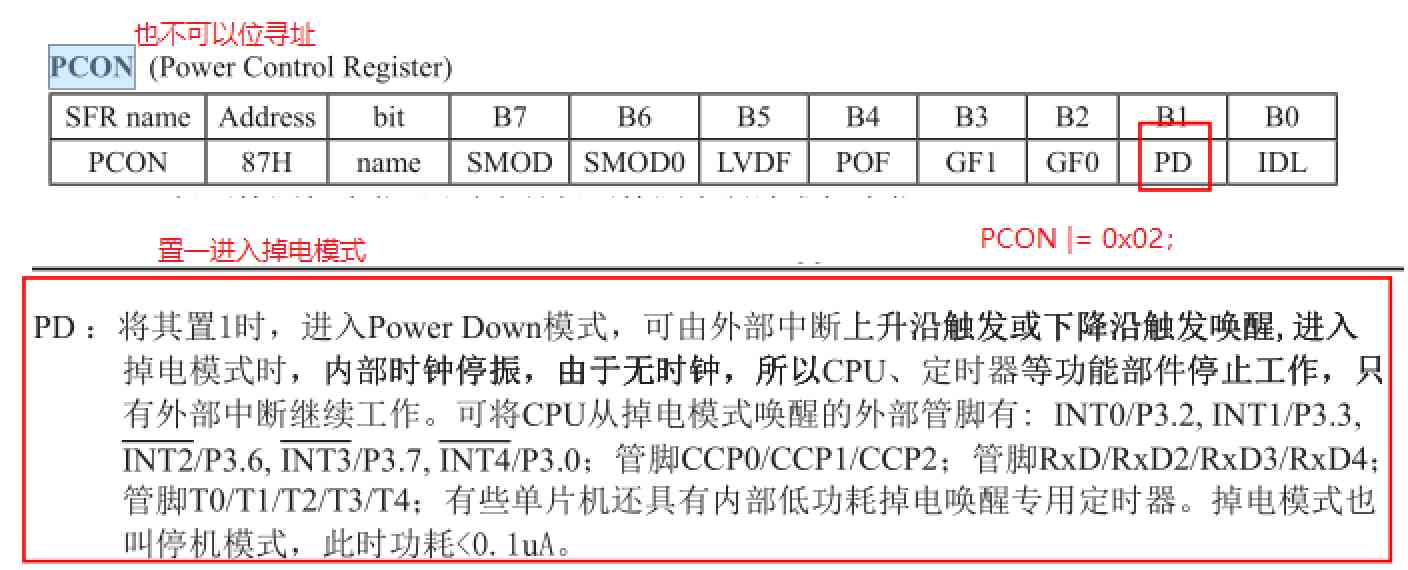 也不可以位寻址
PCON (Power Control Register)
SFR name Address bit B7 B6 B5 B4 B3 B2 B1 B0
PCON 87H name SMOD SMOD0 LVDF POF GF1 GF0 PD IDL
置一进入掉电模式 PCON |= 0x02;
PD：将其置1时，进入Power Down模式，可由外部中断上升沿触发或下降沿触发唤醒,进入
掉电模式时，内部时钟停振，由于无时钟，所以CPU、定时器等功能部件停止工作，只
有外部中断继续工作。可将CPU从掉电模式唤醒的外部管脚有: INT0/P3.2, INT1/P3.3,
INT2/P3.6, INT3/P3.7, INT4/P3.0；管脚CCP0/CCP1/CCP2；管脚RxD/RxD2/RxD3/RxD4；
管脚T0/T1/T2/T3/T4；有些单片机还具有内部低功耗掉电唤醒专用定时器。掉电模式也
叫停机模式，此时功耗<0.1uA。